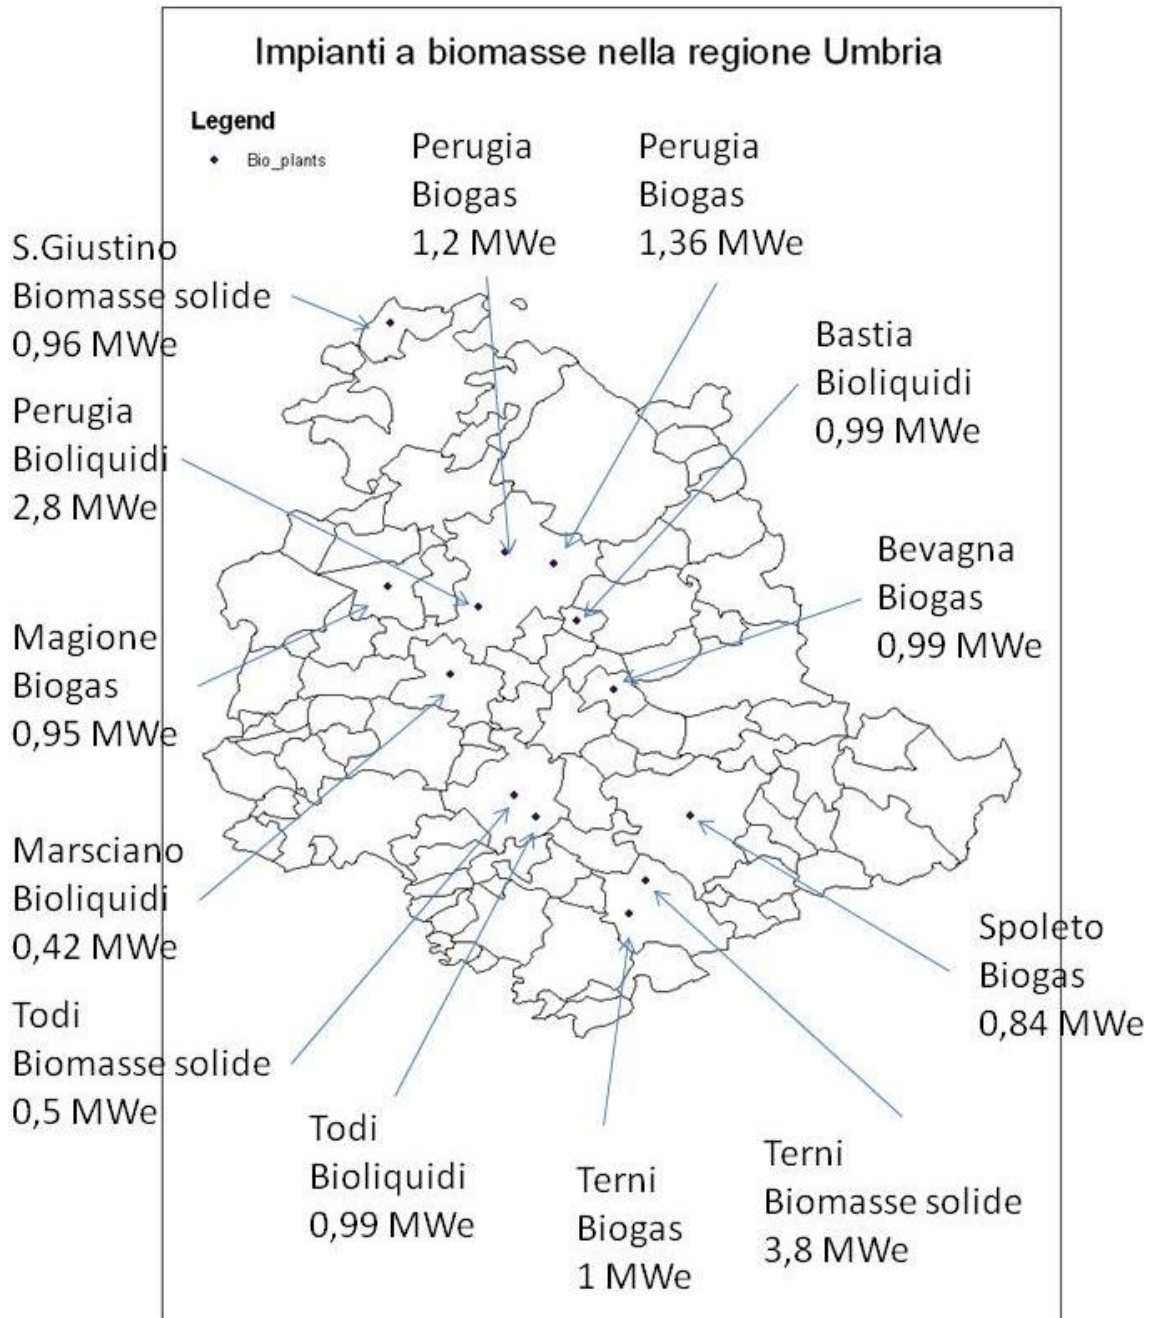 Impianti a biomasse nella regione Umbria
Legend
Bio_plants
Perugia
Biogas
1,2 MWe
Perugia
Biogas
1,36 MWe
S.Giustino
Biomasse solide
0,96 MWe
Bastia
Bioliquidi
0,99 MWe
Perugia
Bioliquidi
2,8 MWe
Bevagna
Biogas
0,99 MWe
Magione
Biogas
0,95 MWe
Marsciano
Bioliquidi
0,42 MWe
Spoleto
Biogas
0,84 MWe
Todi
Biomasse solide
0,5 MWe
Todi
Bioliquidi
0,99 MWe
Terni
Biogas
1 MWe
Terni
Biomasse solide
3,8 MWe